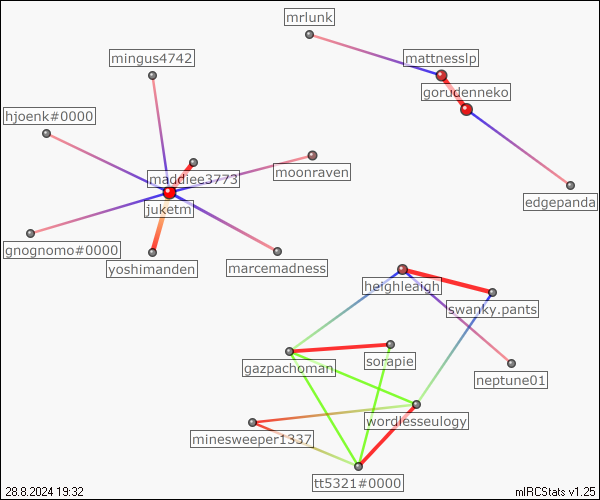 mrlunk
mattnesslp
mingus4742
gorudenneko
hjoenk#0000
moonraven
maddiee3773
edgepanda
juketm
gnognomo#0000
yoshimanden
marcemadness
heighleaigh
swanky.pants
sorapie
gazpachoman
neptune01
wordlesseulogy
minesweeper1337
tt5321#0000
28.8.2024 19:32
mIRCStats v1.25